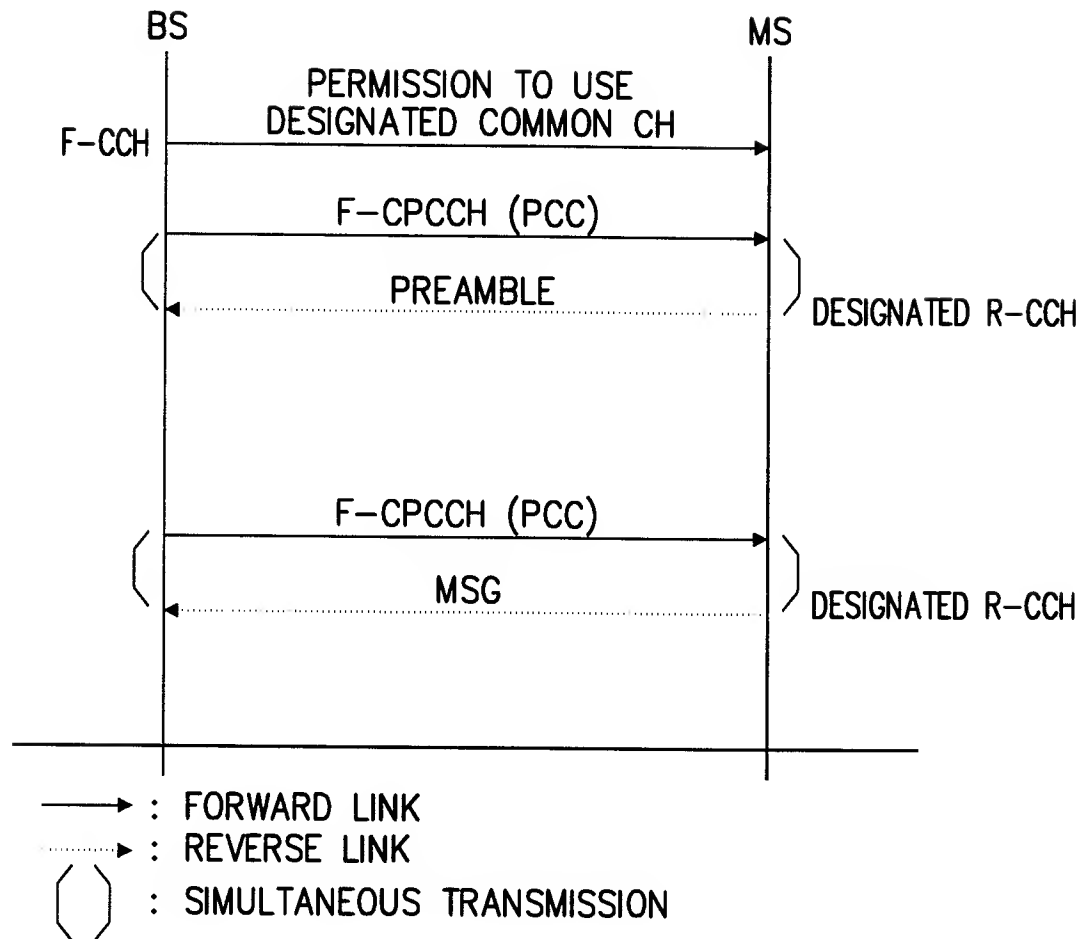 BS
MS
PERMISSION TO USE
DESIGNATED COMMON CH
F-CCH
F-CPCCH (PCC)
PREAMBLE
DESIGNATED R-CCH
F-CPCCH (PCC)
MSG
DESIGNATED R-CCH
: FORWARD LINK
: REVERSE LINK
: SIMULTANEOUS TRANSMISSION